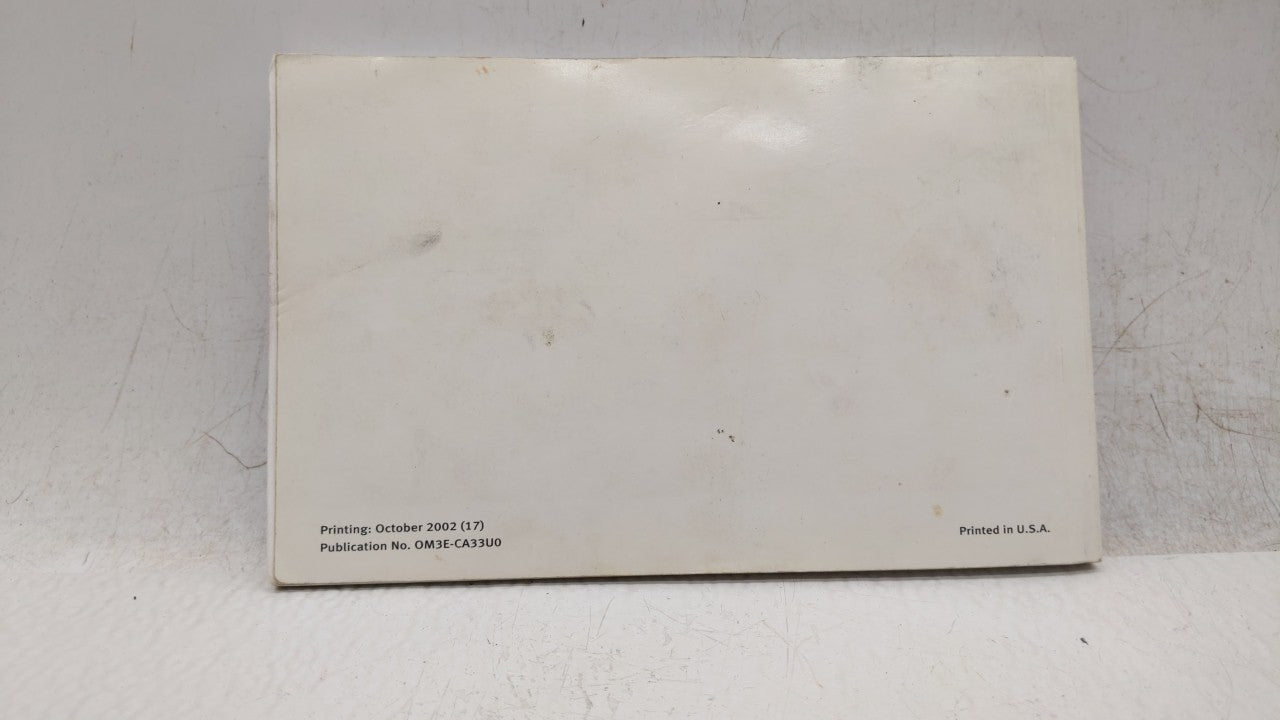 Printing: October 2002 (17)
Publication No. OM3E-CA33U0
Printed in U.S.A.